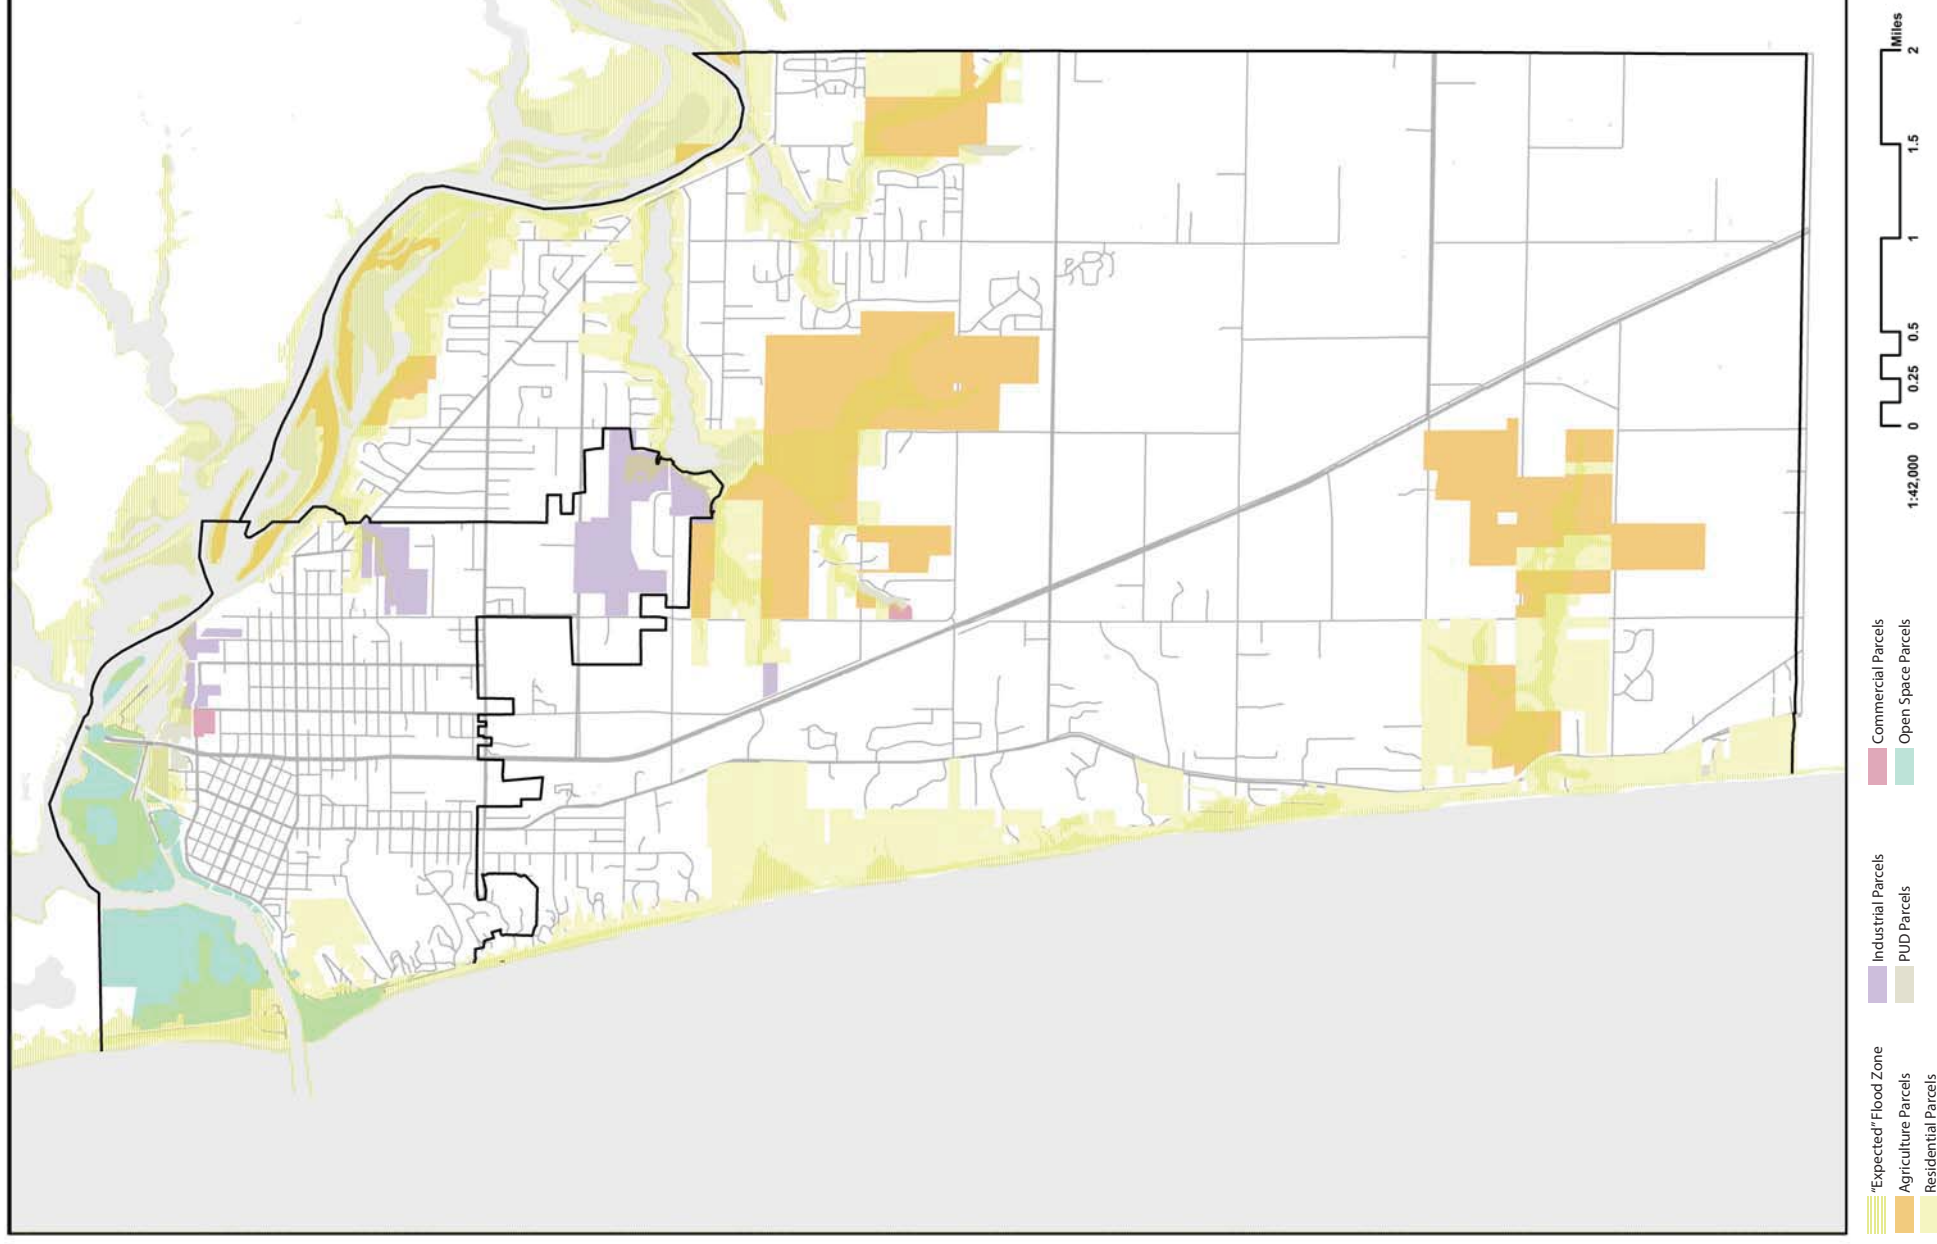 "Expected" Flood Zone
Agriculture Parcels
Residential Parcels
Industrial Parcels
PUD Parcels
Commercial Parcels
Open Space Parcels
1:42,000
0 0.25 0.5 1 1.5 2
Miles